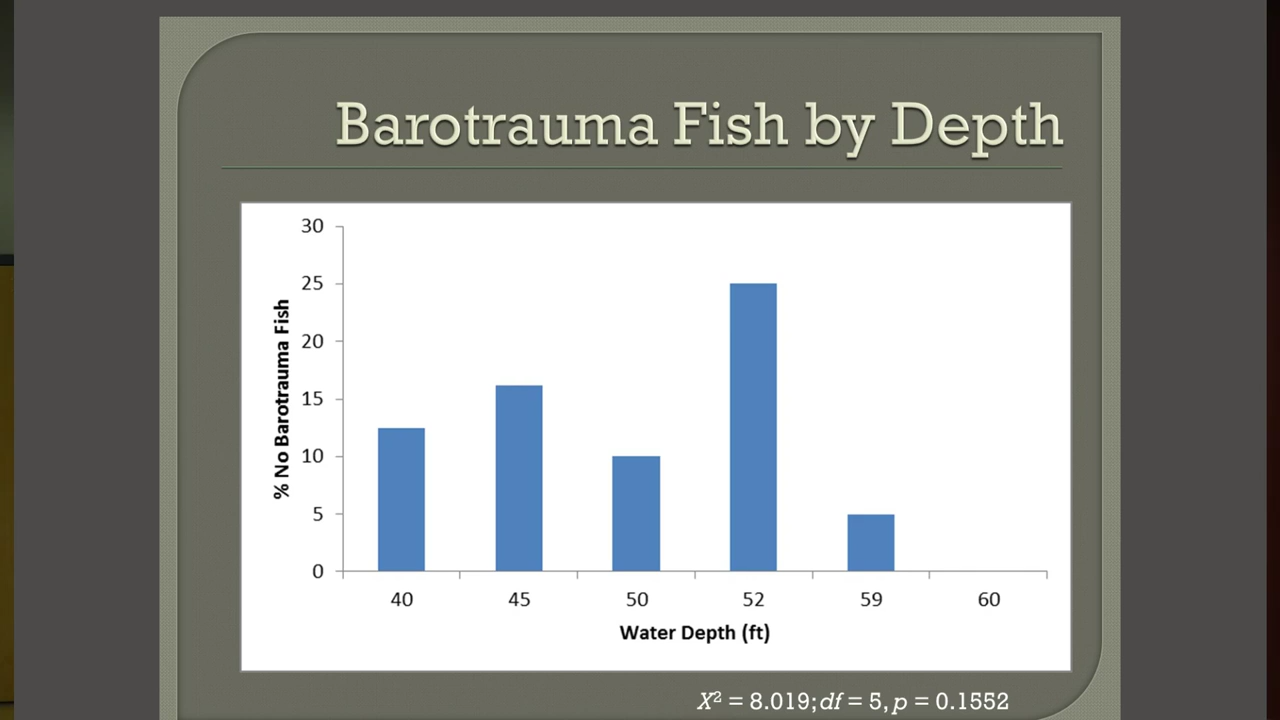 Barotrauma Fish by Depth
30
25
20
15
10
5
0
% No Barotrauma Fish
40 45 50 52 59 60
Water Depth (ft)
X² = 8.019; df = 5, p = 0.1552